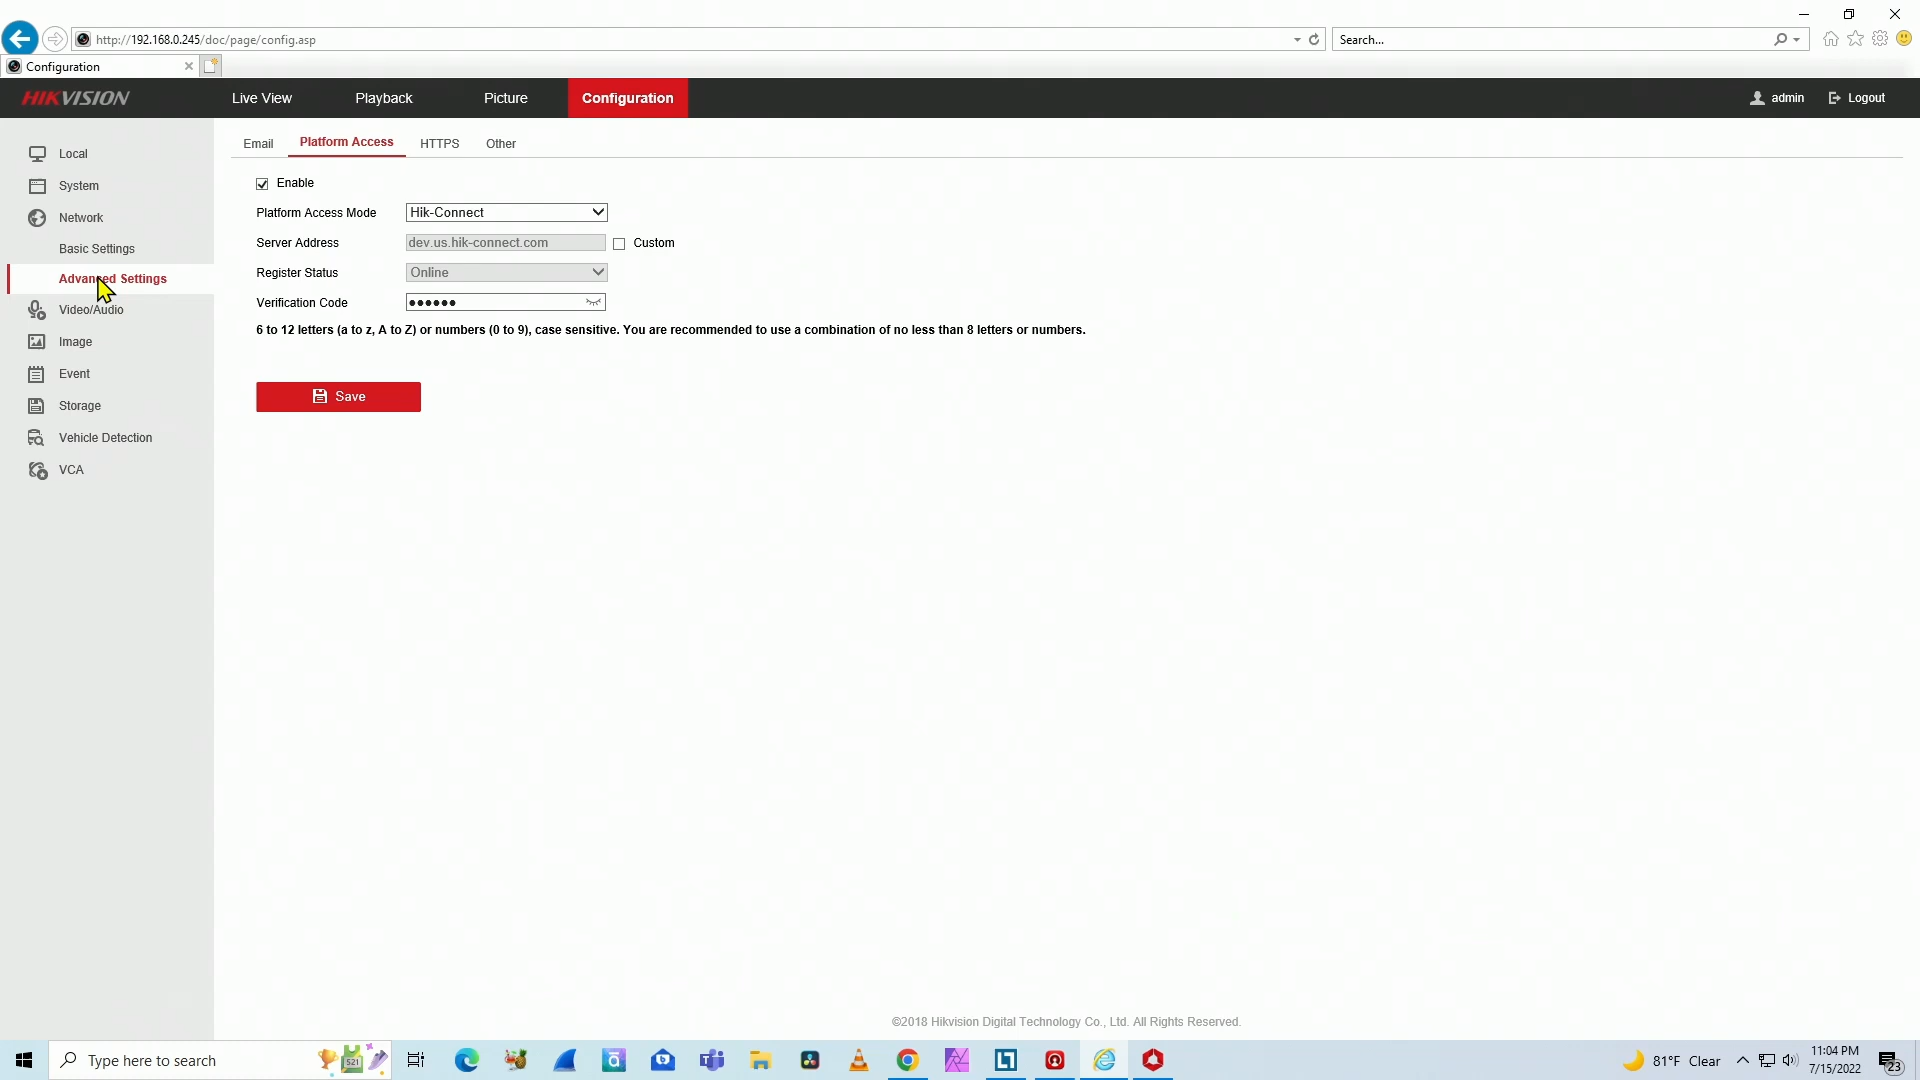 http://192.168.0.245/doc/page/config.asp
Search...
Configuration
HIKVISION
Live View
Playback
Picture
Configuration
admin
Logout
Email
Platform Access
HTTPS
Other
Local
System
Network
Basic Settings
Advanced Settings
Video/Audio
Image
Event
Storage
Vehicle Detection
VCA
Enable
Platform Access Mode Hik-Connect
Server Address dev.us.hik-connect.com Custom
Register Status Online
Verification Code ●●●●●●
6 to 12 letters (a to z, A to Z) or numbers (0 to 9), case sensitive. You are recommended to use a combination of no less than 8 letters or numbers.
Save
©2018 Hikvision Digital Technology Co., Ltd. All Rights Reserved.
Type here to search
521
81°F Clear
11:04 PM
7/15/2022
23